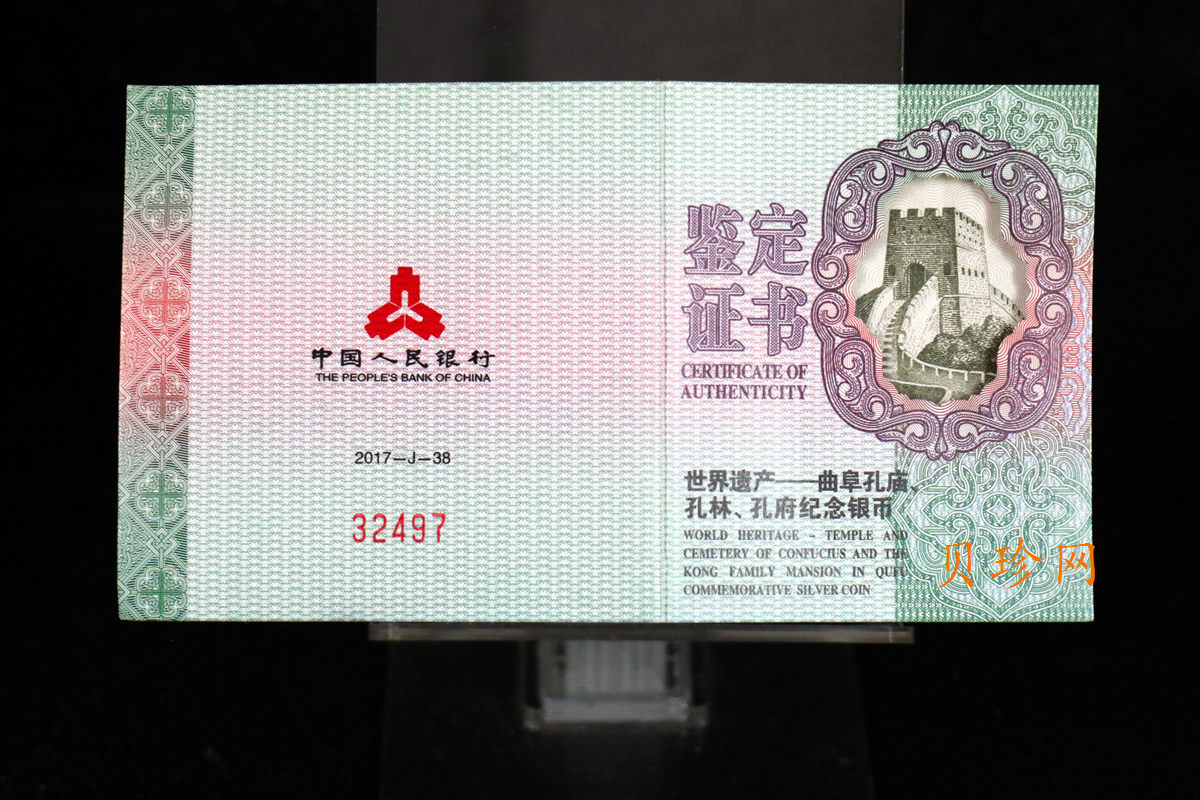 中国人民银行
THE PEOPLE'S BANK OF CHINA
2017—J—38
32497
鉴定
证书
CERTIFICATE OF
AUTHENTICITY
世界遗产——曲阜孔庙、
孔林、孔府纪念银币
WORLD HERITAGE – TEMPLE AND
CEMETERY OF CONFUCIUS AND THE
KONG FAMILY MANSION IN QUFU
COMMEMORATIVE SILVER COIN
贝珍网